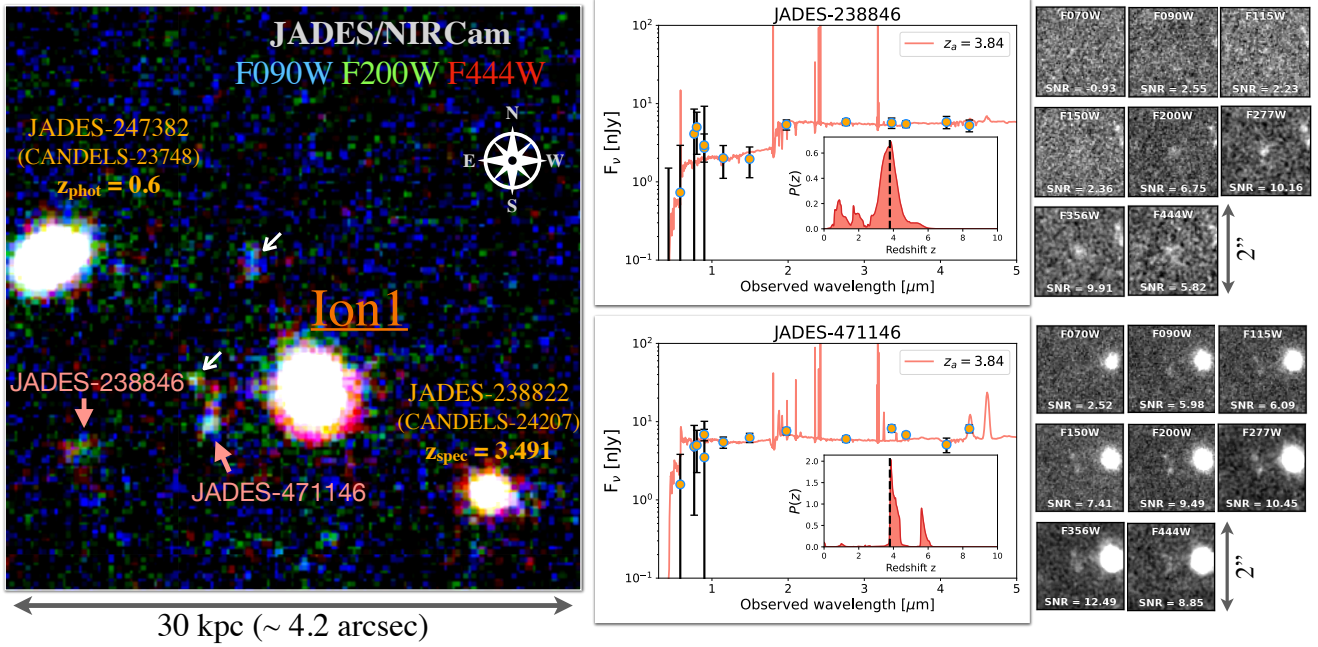 JADES/NIRCam
F090W F200W F444W
N
E W
S
JADES-247382
(CANDELS-23748)
z_phot = 0.6
Ion1
JADES-238846
JADES-238822
(CANDELS-24207)
z_spec = 3.491
JADES-471146
30 kpc (~ 4.2 arcsec)
JADES-238846
z_a = 3.84
F_ν [nJy]
10^2
10^1
10^0
10^-1
1 2 3 4 5
Observed wavelength [μm]
P(z)
0.6
0.4
0.2
0.0
0 2 4 6 8 10
Redshift z
F070W
SNR = -0.93
F090W
SNR = 2.55
F115W
SNR = 2.23
F150W
SNR = 2.36
F200W
SNR = 6.75
F277W
SNR = 10.16
F356W
SNR = 9.91
F444W
SNR = 5.82
2”
JADES-471146
z_a = 3.84
F_ν [nJy]
10^2
10^1
10^0
10^-1
1 2 3 4 5
Observed wavelength [μm]
P(z)
2.0
1.5
1.0
0.5
0.0
0 2 4 6 8 10
Redshift z
F070W
SNR = 2.52
F090W
SNR = 5.98
F115W
SNR = 6.09
F150W
SNR = 7.41
F200W
SNR = 9.49
F277W
SNR = 10.45
F356W
SNR = 12.49
F444W
SNR = 8.85
2”